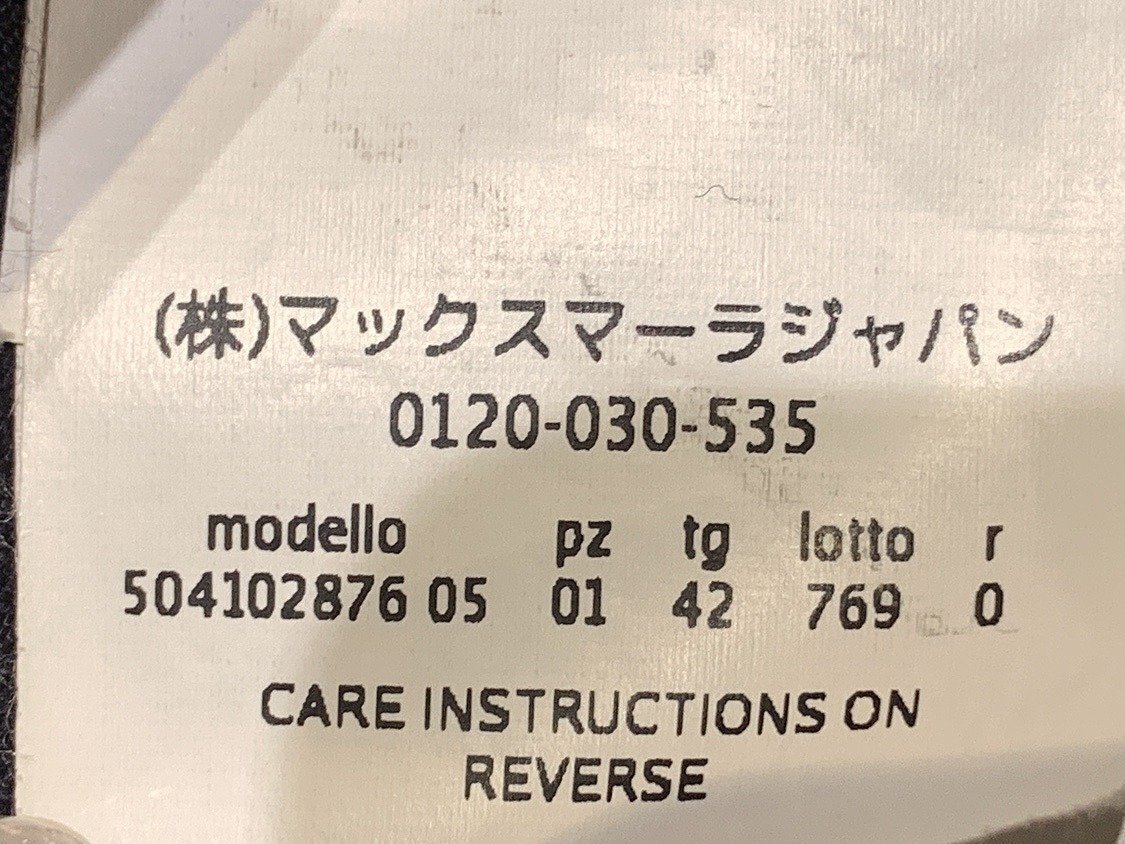 (株)マックスマーラジャパン
0120-030-535
modello pz tg lotto r
504102876 05 01 42 769 0
CARE INSTRUCTIONS ON
REVERSE